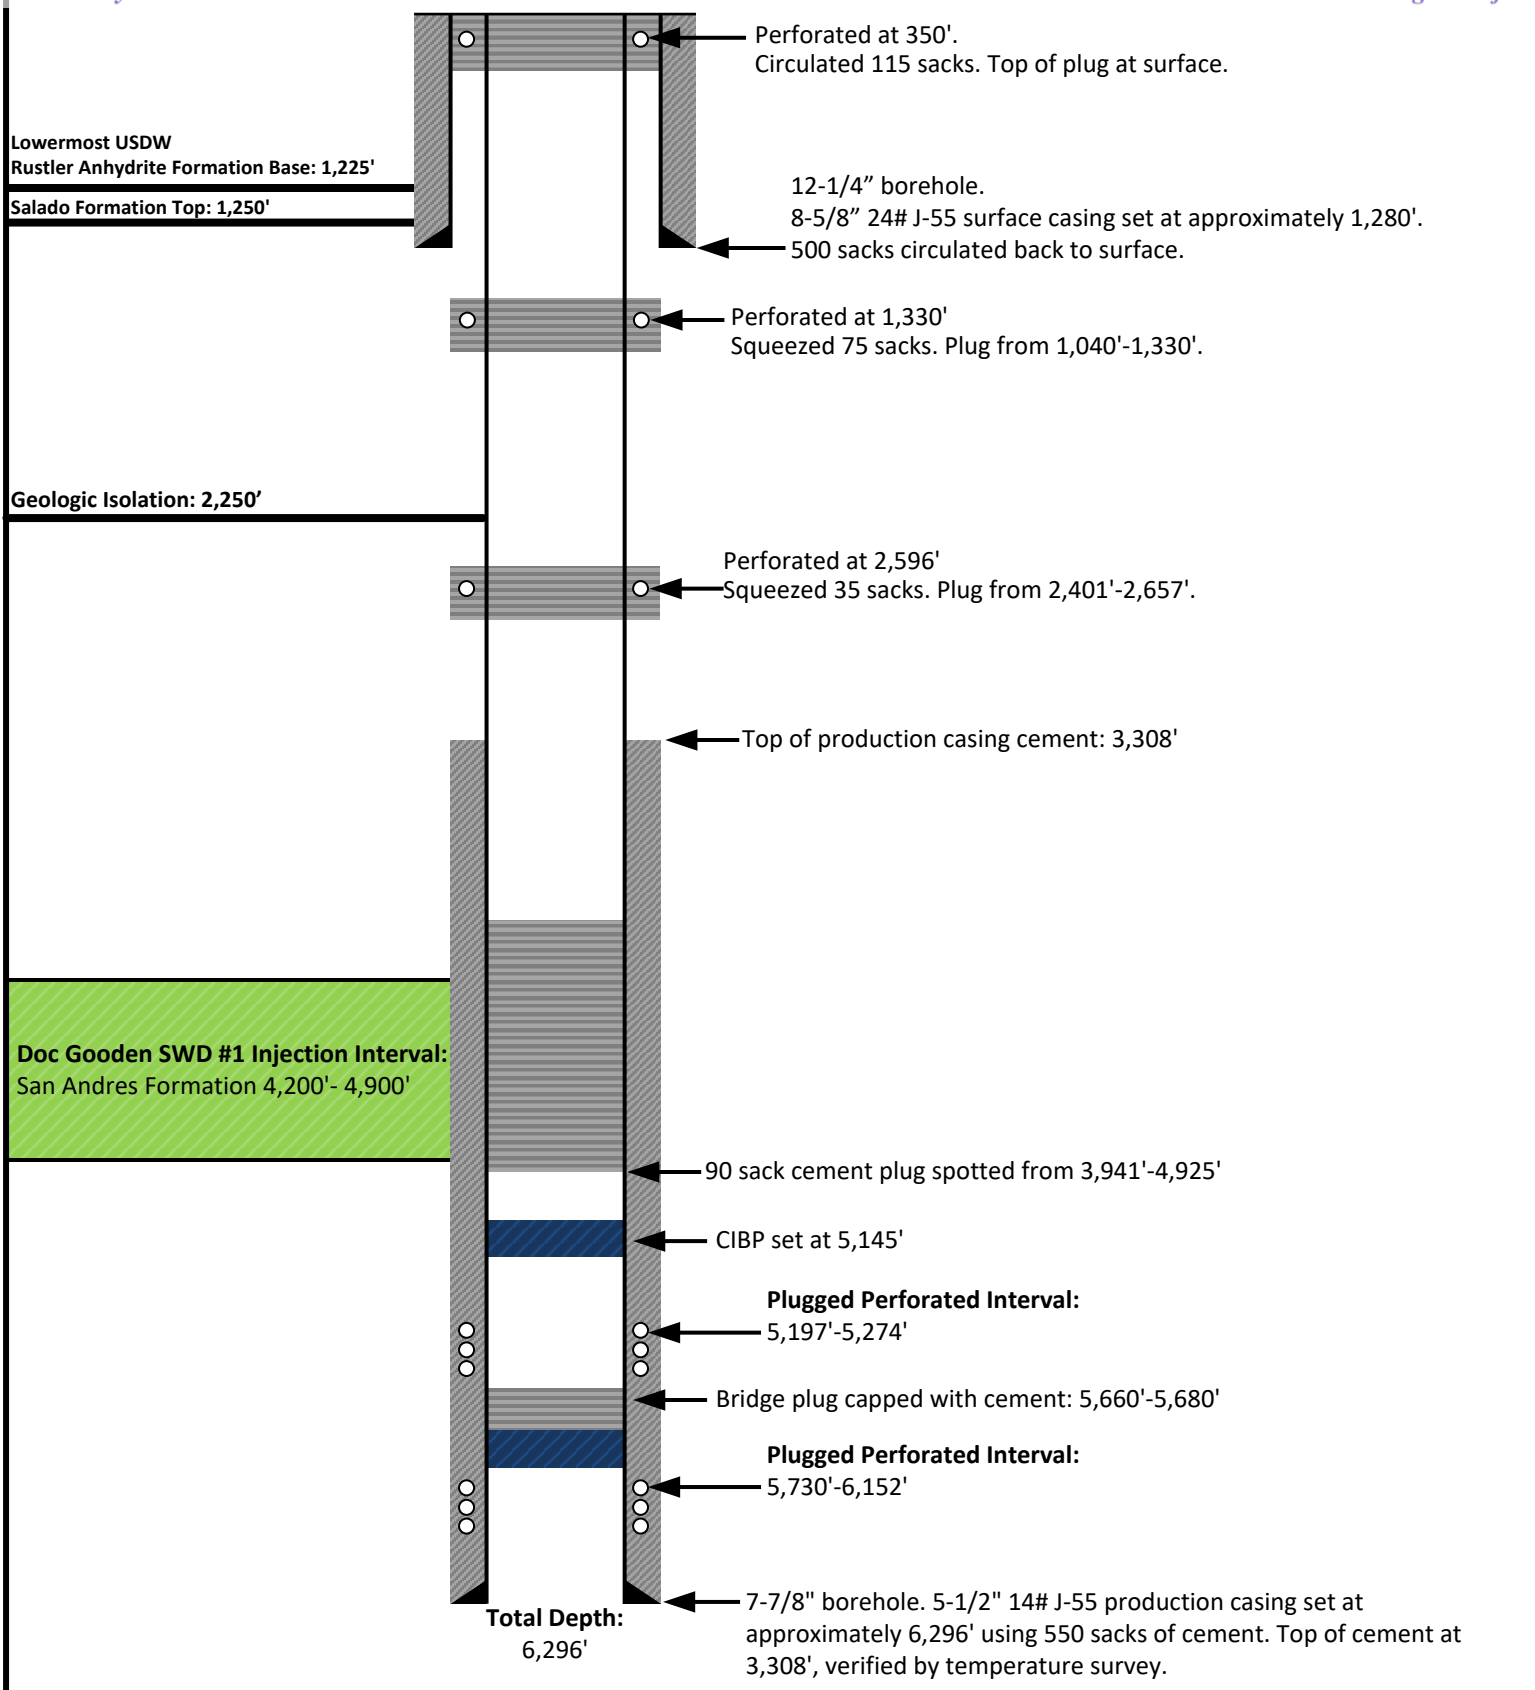 Perforated at 350'.
Circulated 115 sacks. Top of plug at surface.
Lowermost USDW
Rustler Anhydrite Formation Base: 1,225'
Salado Formation Top: 1,250'
12-1/4” borehole.
8-5/8” 24# J-55 surface casing set at approximately 1,280'.
500 sacks circulated back to surface.
Perforated at 1,330'
Squeezed 75 sacks. Plug from 1,040'-1,330'.
Geologic Isolation: 2,250’
Perforated at 2,596'
Squeezed 35 sacks. Plug from 2,401'-2,657'.
Top of production casing cement: 3,308'
Doc Gooden SWD #1 Injection Interval:
San Andres Formation 4,200'- 4,900'
90 sack cement plug spotted from 3,941'-4,925'
CIBP set at 5,145'
Plugged Perforated Interval:
5,197'-5,274'
Bridge plug capped with cement: 5,660'-5,680'
Plugged Perforated Interval:
5,730'-6,152'
Total Depth:
6,296'
7-7/8" borehole. 5-1/2" 14# J-55 production casing set at
approximately 6,296' using 550 sacks of cement. Top of cement at
3,308', verified by temperature survey.